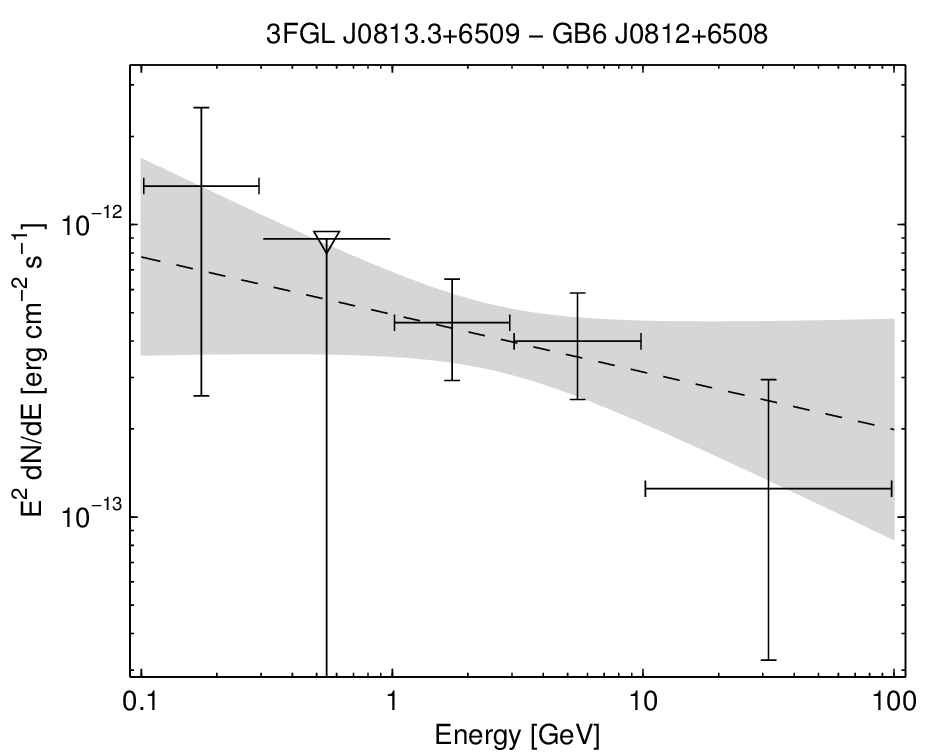 3FGL J0813.3+6509 − GB6 J0812+6508
E² dN/dE [erg cm⁻² s⁻¹]
10⁻¹²
10⁻¹³
0.1 1 10 100
Energy [GeV]